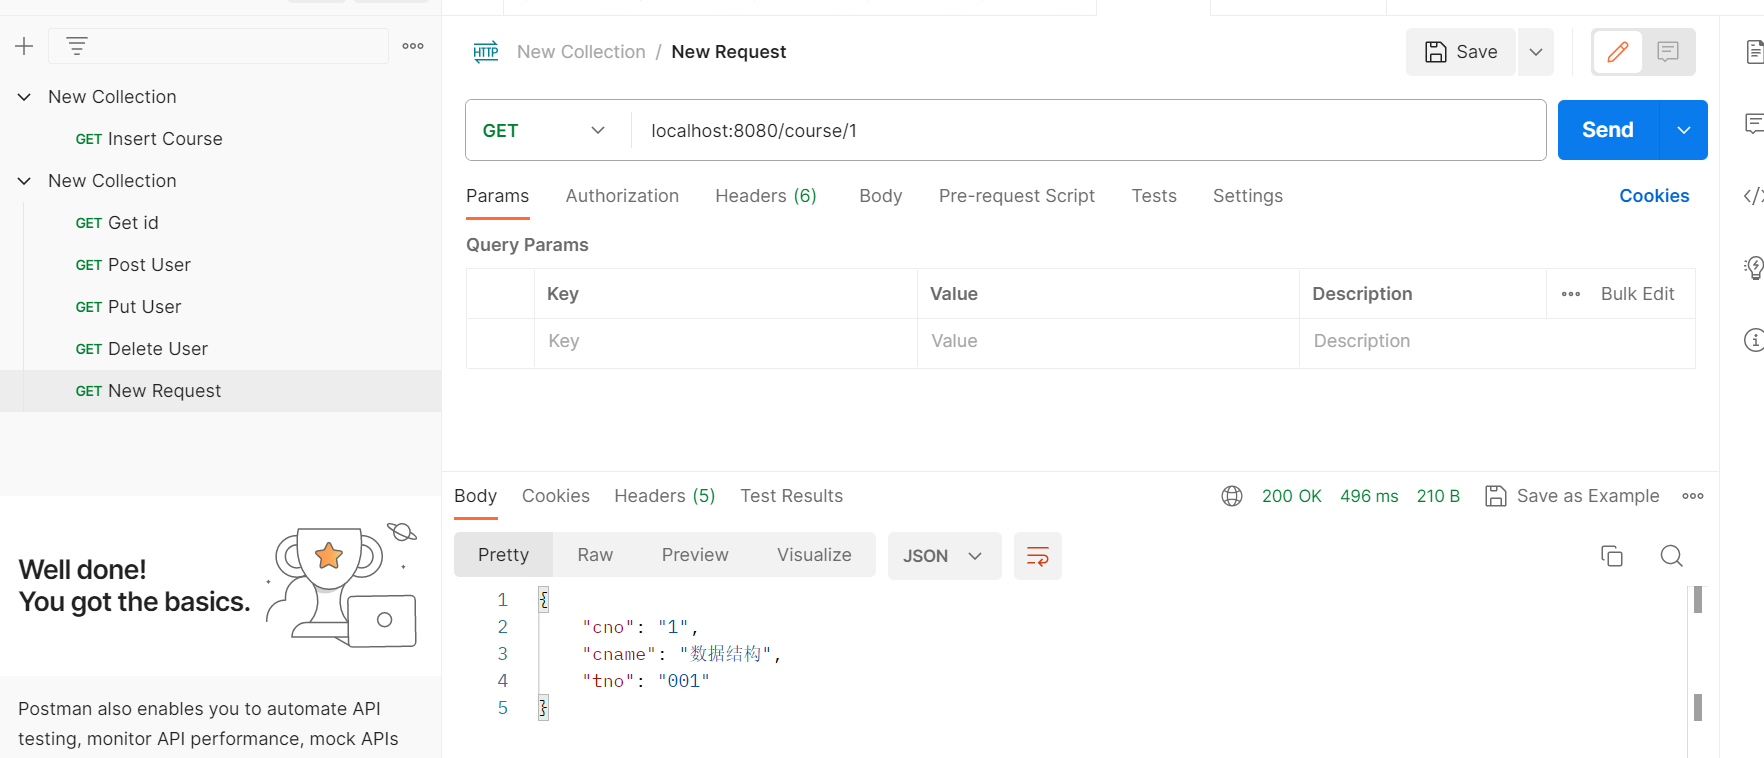 New Collection
GET Insert Course
New Collection
GET Get id
GET Post User
GET Put User
GET Delete User
GET New Request
Well done!
You got the basics.
Postman also enables you to automate API
testing, monitor API performance, mock APIs
HTTP New Collection / New Request
Save
GET localhost:8080/course/1
Send
Params Authorization Headers (6) Body Pre-request Script Tests Settings Cookies
Query Params
Key Value Description Bulk Edit
Key Value Description
Body Cookies Headers (5) Test Results 200 OK 496 ms 210 B Save as Example
Pretty Raw Preview Visualize JSON
1 {
2 "cno": "1",
3 "cname": "数据结构",
4 "tno": "001"
5 }